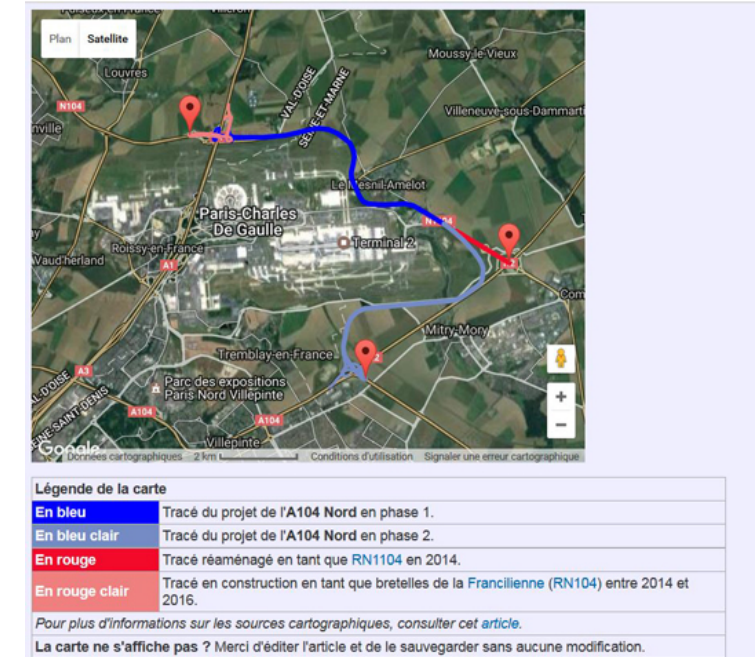 Plan Satellite
Louvres
Moussy-le-Vieux
N104
VAL-D'OISE
SEINE-ET-MARNE
Villeneuve-sous-Dammarti
nville
Le Mesnil-Amelot
Paris-Charles
De Gaulle
Terminal 2
Roissy-en-France
Vaudherland
A1
Com
Mitry-Mory
Tremblay-en-France
A3
Parc des expositions
Paris Nord Villepinte
A104
A104
Villepinte
Google
Données cartographiques 2 km Conditions d'utilisation Signaler une erreur cartographique
Légende de la carte
En bleu Tracé du projet de l'A104 Nord en phase 1.
En bleu clair Tracé du projet de l'A104 Nord en phase 2.
En rouge Tracé réaménagé en tant que RN1104 en 2014.
En rouge clair Tracé en construction en tant que bretelles de la Francilienne (RN104) entre 2014 et
2016.
Pour plus d'informations sur les sources cartographiques, consulter cet article.
La carte ne s'affiche pas ? Merci d'éditer l'article et de le sauvegarder sans aucune modification.